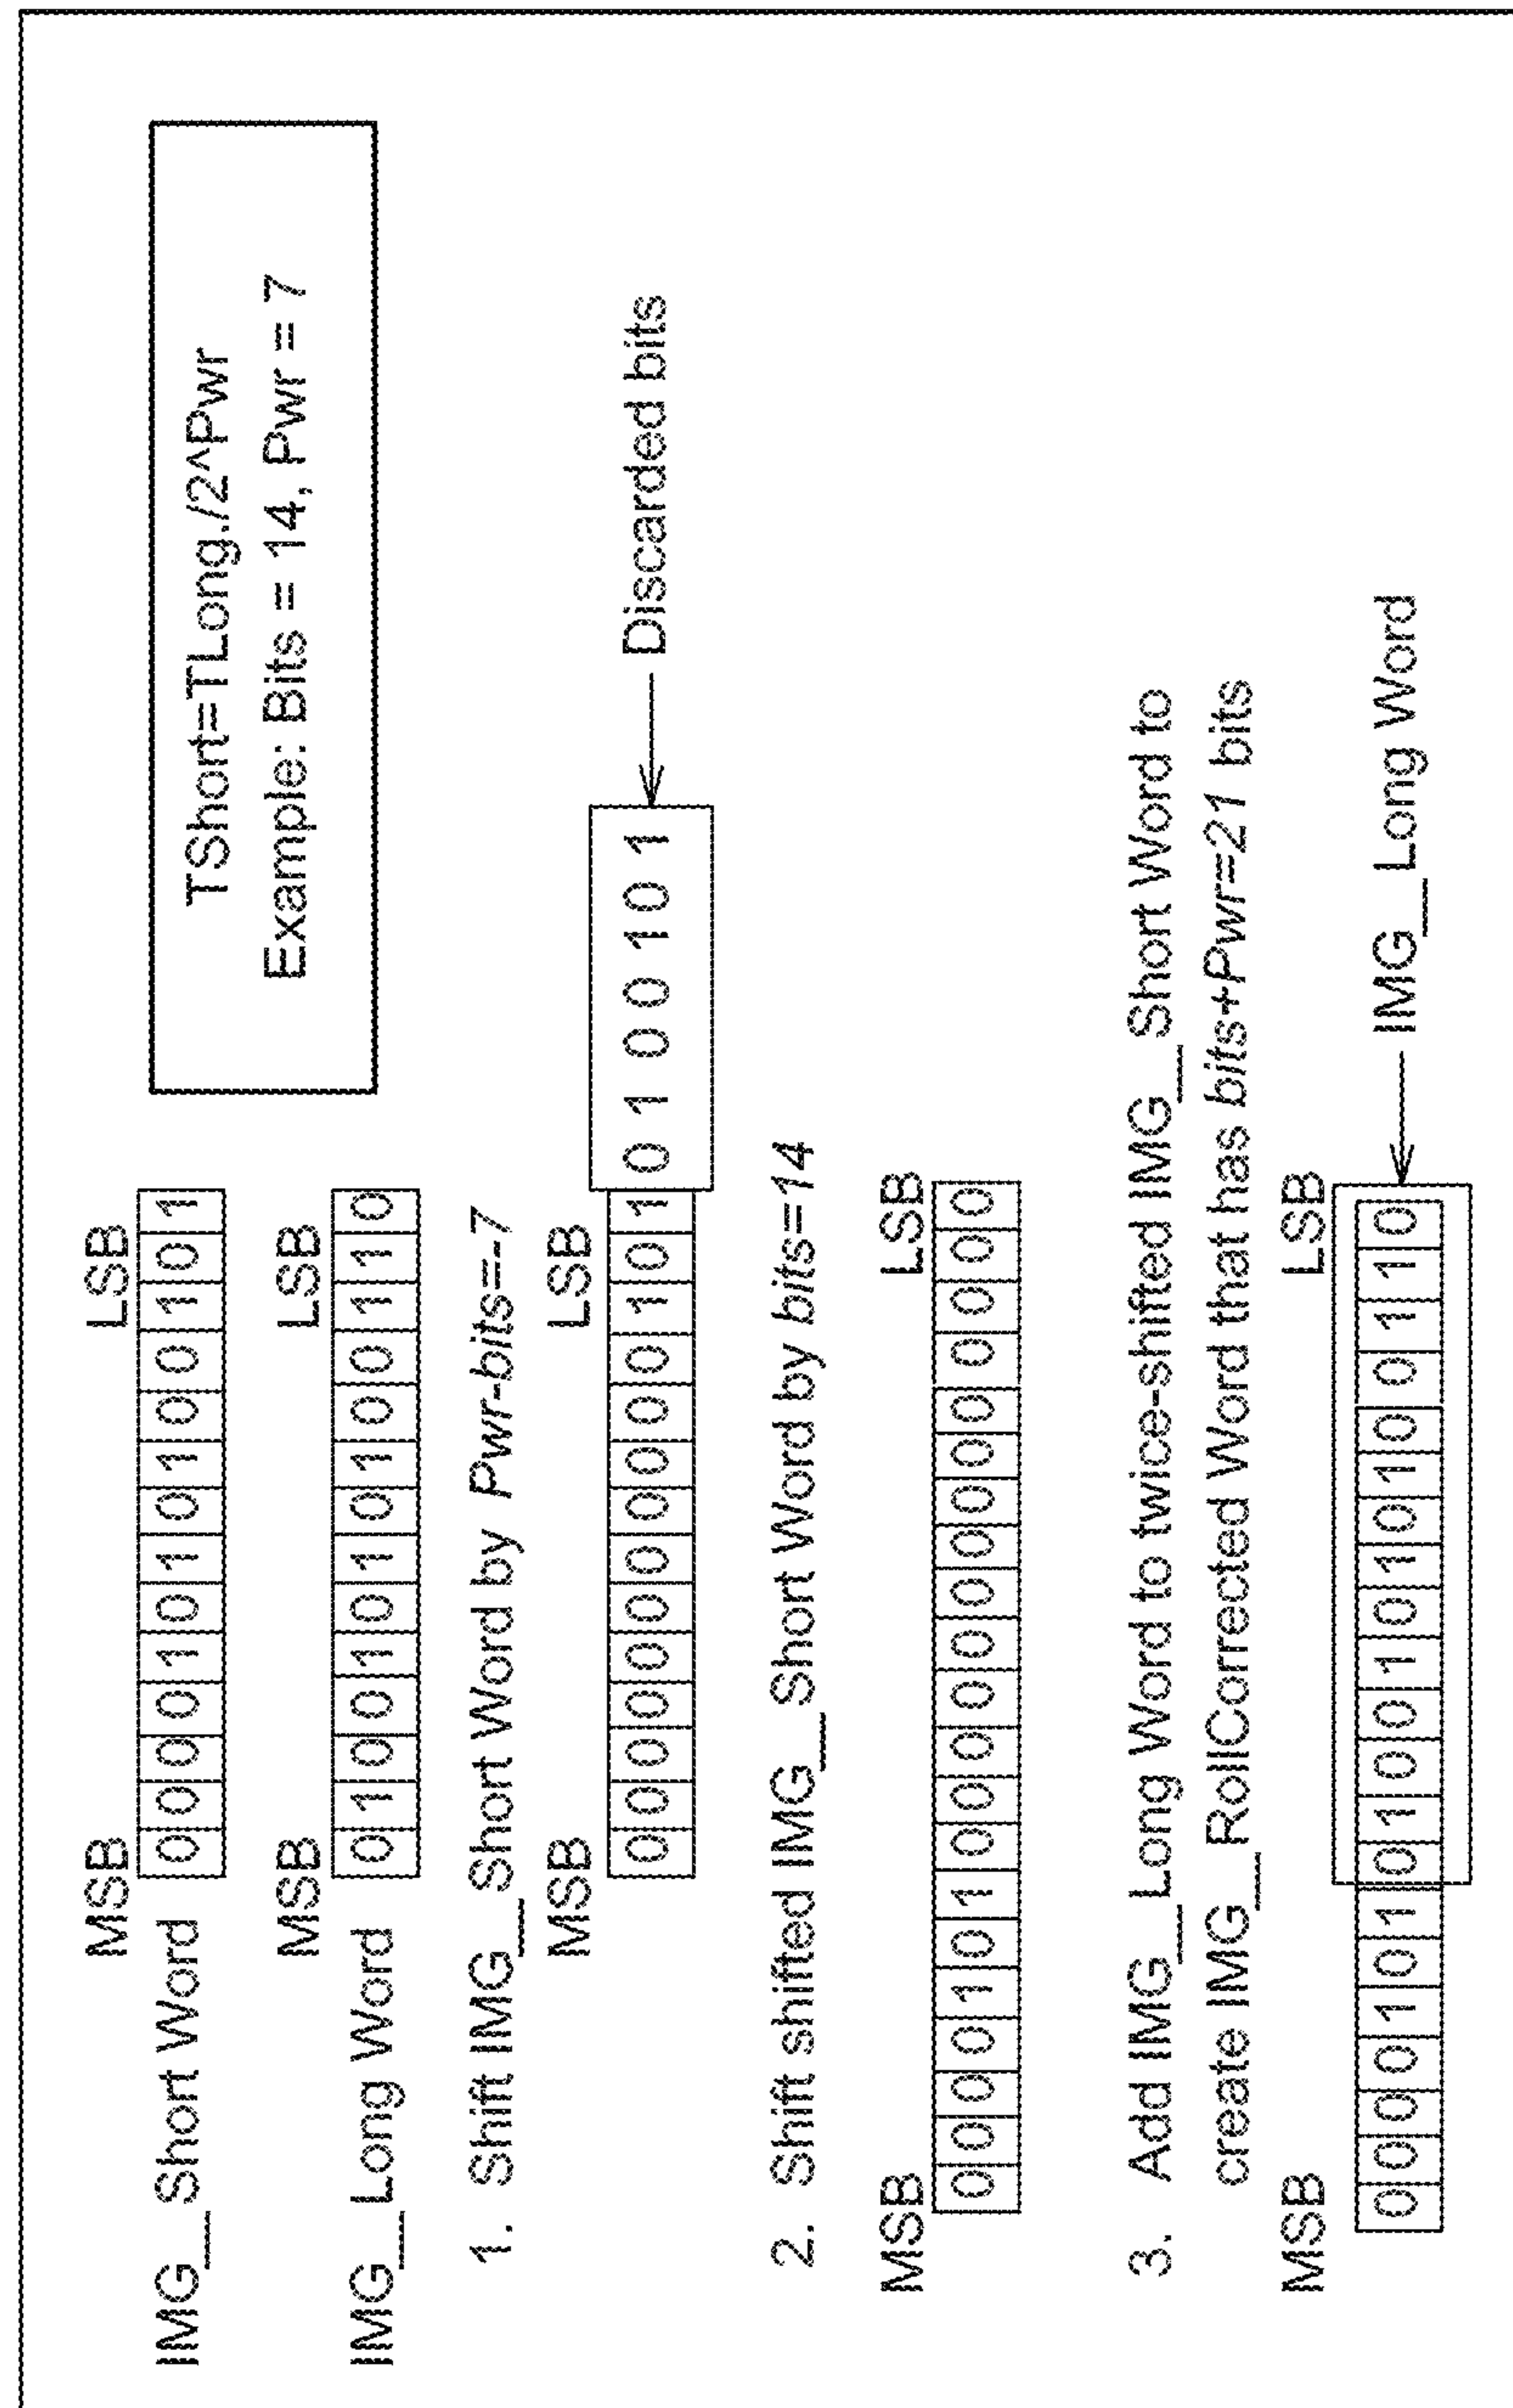 MSB LSB
IMG_Short Word 0 0 0 0 1 0 1 0 1 0 0 1 0 1
TShort=TLong./2^Pwr
Example: Bits = 14, Pwr = 7
MSB LSB
IMG_Long Word 0 1 0 0 1 0 1 0 1 0 0 1 1 0
1. Shift IMG_Short Word by Pwr-bits=-7
MSB LSB
0 0 0 0 0 0 0 0 0 0 0 1 0 1 0 1 0 0 1 0 1 Discarded bits
2. Shift shifted IMG_Short Word by bits=14
MSB LSB
0 0 0 0 1 0 1 0 0 0 0 0 0 0 0 0 0 0 0 0 0
3. Add IMG_Long Word to twice-shifted IMG_Short Word to
create IMG_RollCorrected Word that has bits+Pwr=21 bits
MSB LSB
0 0 0 0 1 0 1 0 1 0 0 1 0 1 0 1 0 0 1 1 0 IMG_Long Word